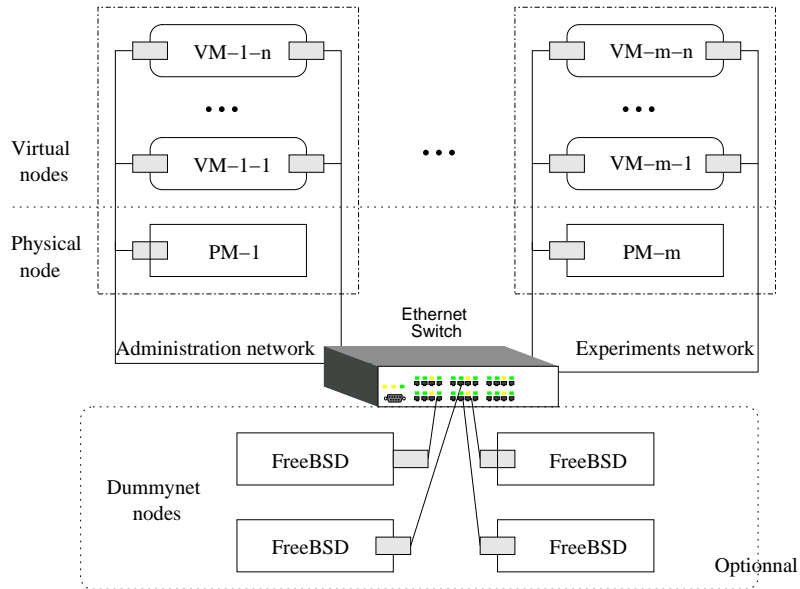 VM−1−n
VM−m−n
Virtual
nodes
VM−1−1
VM−m−1
Physical
node
PM−1
PM−m
Ethernet
Switch
Administration network
Experiments network
FreeBSD
FreeBSD
Dummynet
nodes
FreeBSD
FreeBSD
Optionnal